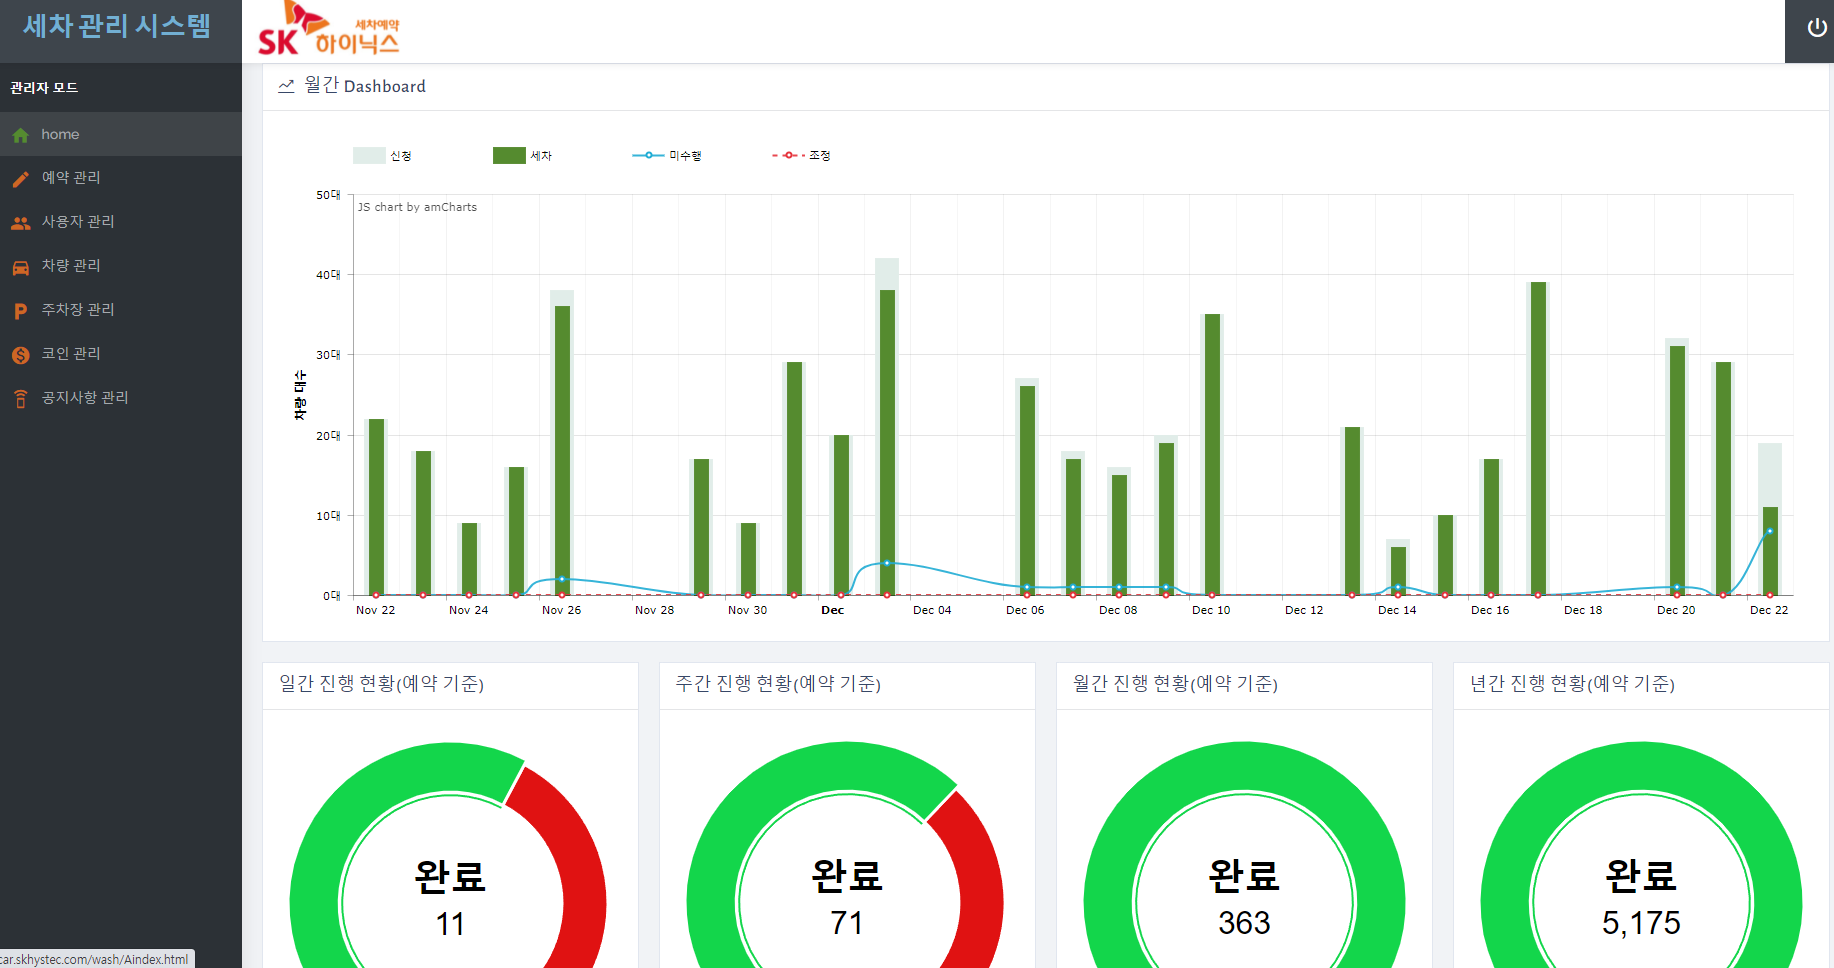 세차 관리 시스템
SK 세차예약
하이닉스
관리자 모드
home
예약 관리
사용자 관리
차량 관리
주차장 관리
코인 관리
공지사항 관리
월간 Dashboard
신청 세차 미수행 조정
JS chart by amCharts
차량 대수
50대
40대
30대
20대
10대
0대
Nov 22 Nov 24 Nov 26 Nov 28 Nov 30 Dec Dec 04 Dec 06 Dec 08 Dec 10 Dec 12 Dec 14 Dec 16 Dec 18 Dec 20 Dec 22
일간 진행 현황(예약 기준)
완료
11
주간 진행 현황(예약 기준)
완료
71
월간 진행 현황(예약 기준)
완료
363
년간 진행 현황(예약 기준)
완료
5,175
car.skhystec.com/wash/Aindex.html